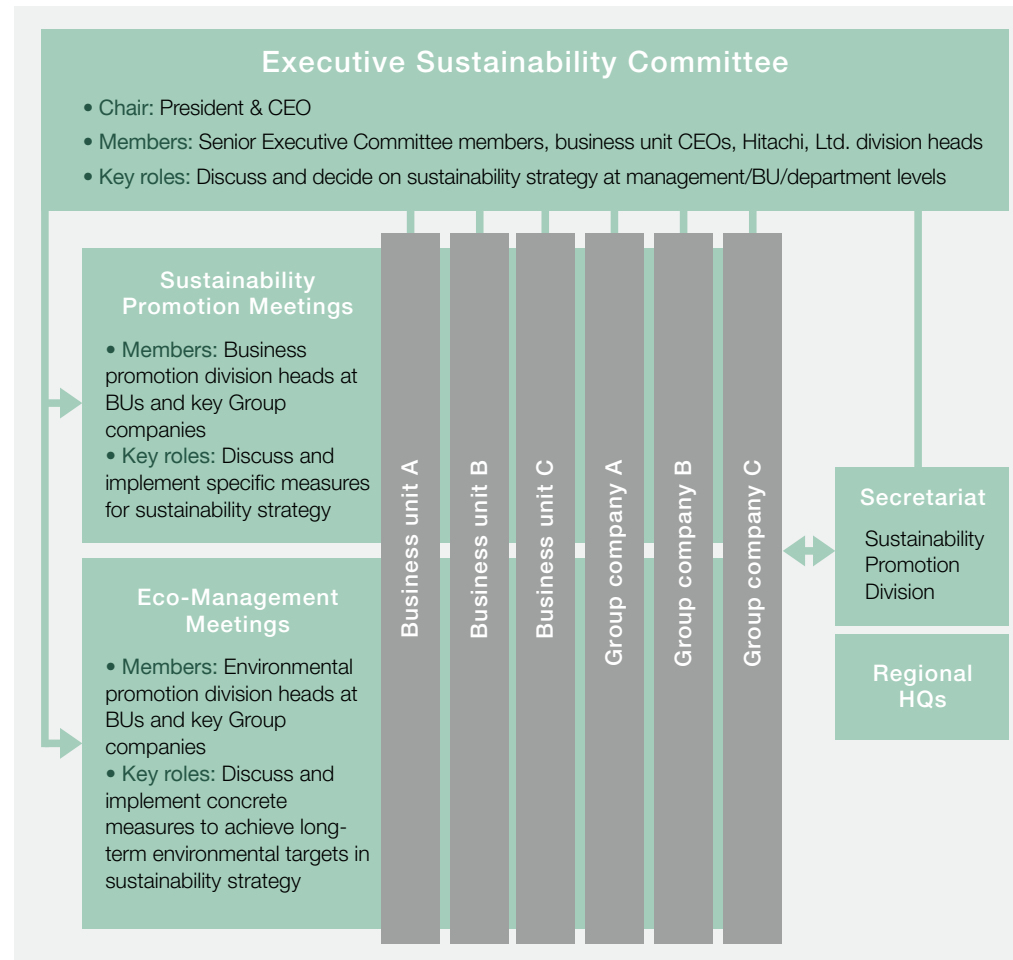 Executive Sustainability Committee
• Chair: President & CEO
• Members: Senior Executive Committee members, business unit CEOs, Hitachi, Ltd. division heads
• Key roles: Discuss and decide on sustainability strategy at management/BU/department levels
Sustainability
Promotion Meetings
• Members: Business
promotion division heads at
BUs and key Group
companies
• Key roles: Discuss and
implement specific measures
for sustainability strategy
Eco-Management
Meetings
• Members: Environmental
promotion division heads at
BUs and key Group
companies
• Key roles: Discuss and
implement concrete
measures to achieve long-
term environmental targets in
sustainability strategy
Business unit A
Business unit B
Business unit C
Group company A
Group company B
Group company C
Secretariat
Sustainability
Promotion
Division
Regional
HQs